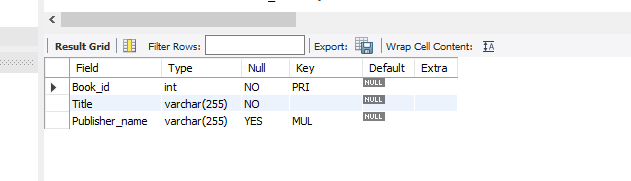 Result Grid Filter Rows: Export: Wrap Cell Content: IA
Field Type Null Key Default Extra
Book_id int NO PRI NULL
Title varchar(255) NO NULL
Publisher_name varchar(255) YES MUL NULL